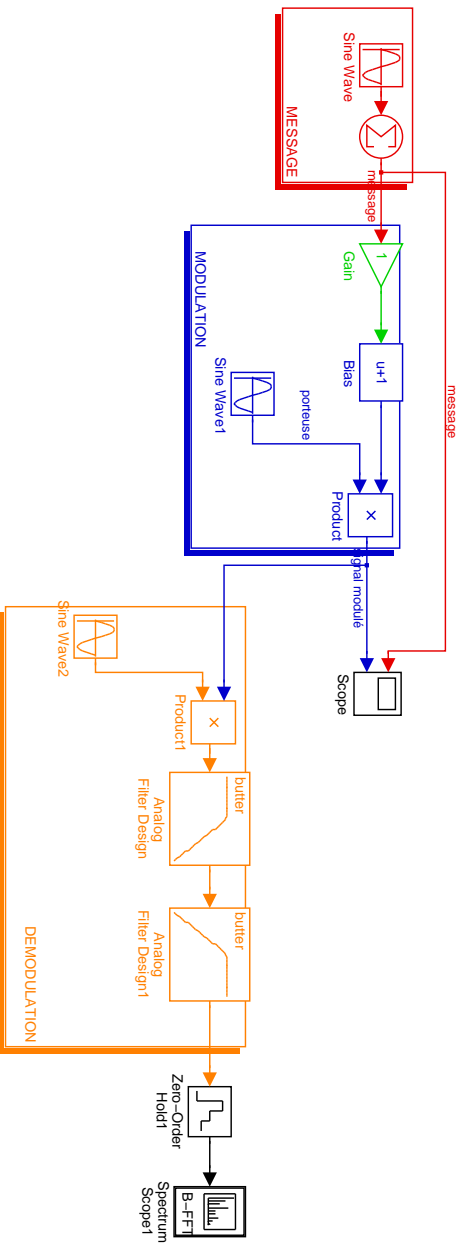 Sine Wave
MESSAGE
message
message
1
Gain
u+1
Bias
MODULATION
Sine Wave1
porteuse
×
Product
signal modulé
Scope
Sine Wave2
×
Product1
butter
Analog
Filter Design
butter
Analog
Filter Design1
DEMODULATION
Zero-Order
Hold1
B-FFT
Spectrum
Scope1